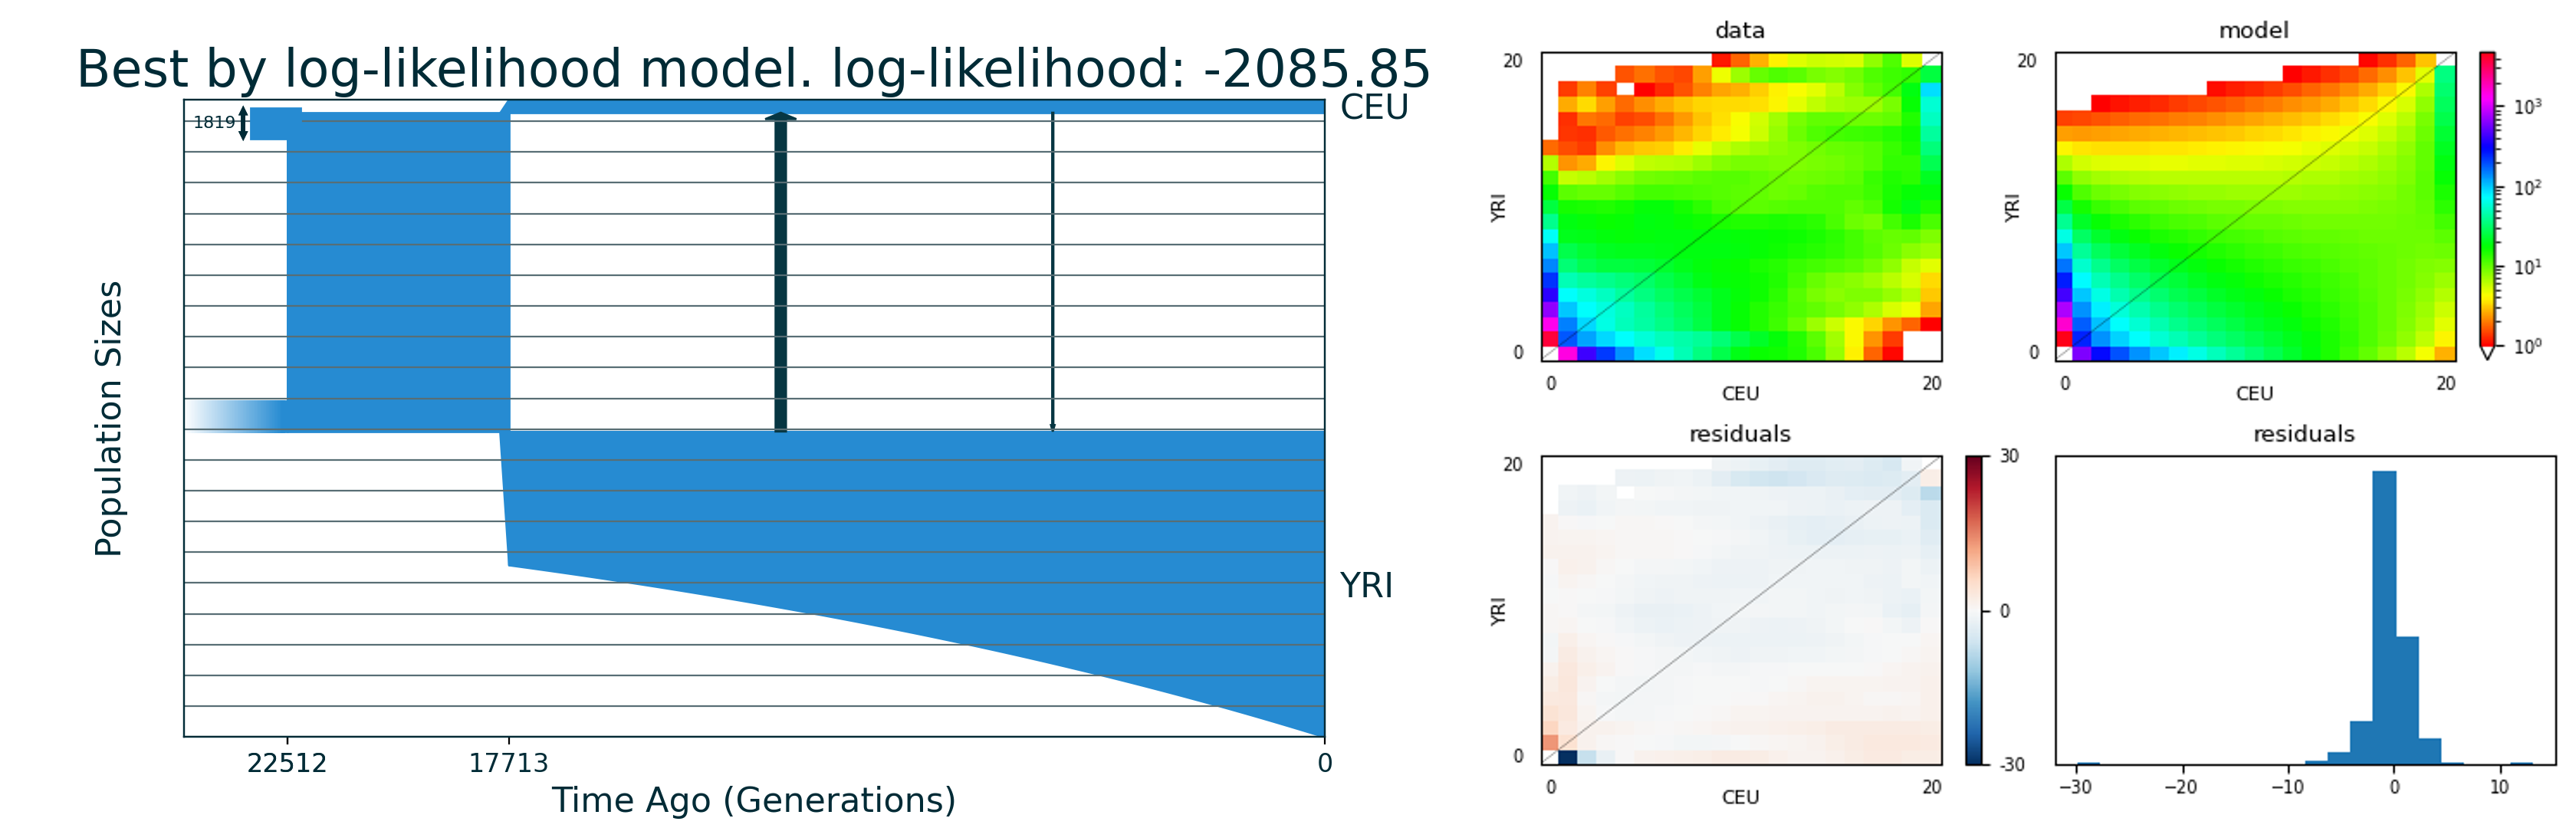 Best by log-likelihood model. log-likelihood: -2085.85
1819
CEU
YRI
Population Sizes
22512
17713
0
Time Ago (Generations)
data
20
YRI
0
0
CEU
20
model
20
YRI
0
0
CEU
20
10³
10²
10¹
10⁰
residuals
20
YRI
0
0
CEU
20
30
0
-30
residuals
−30
−20
−10
0
10